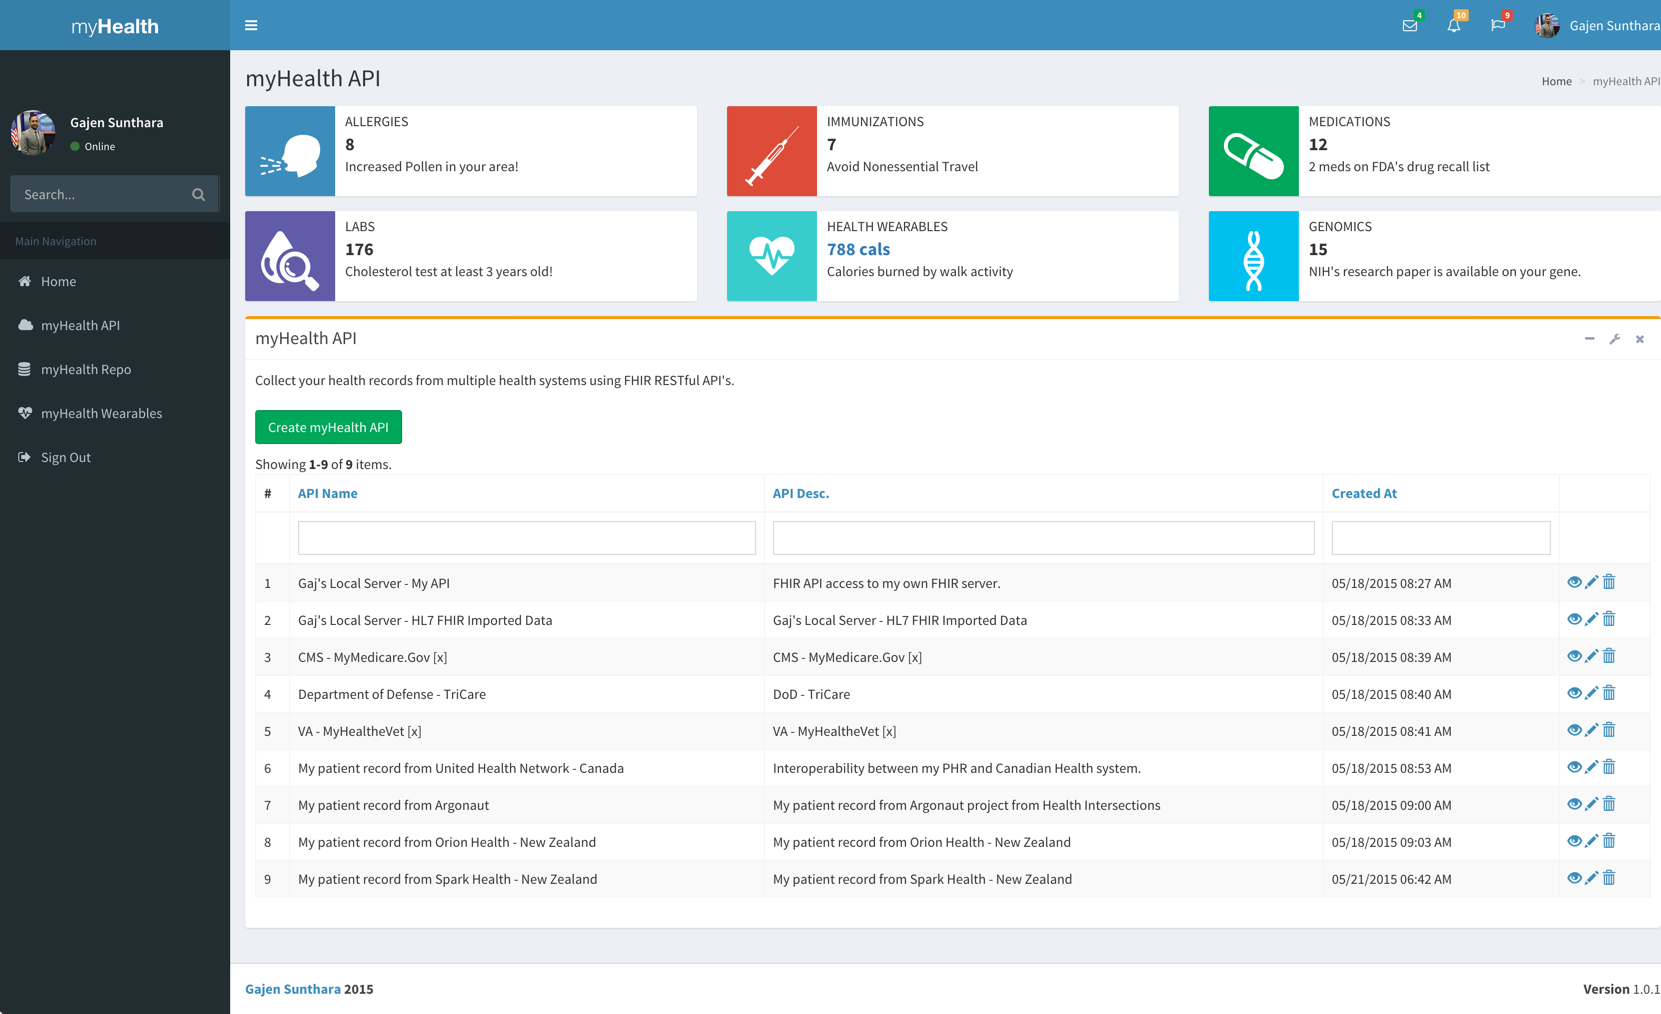 myHealth
4
10
9
Gajen Sunthara
myHealth API
Home > myHealth API
Gajen Sunthara
Online
Search...
Main Navigation
Home
myHealth API
myHealth Repo
myHealth Wearables
Sign Out
ALLERGIES
8
Increased Pollen in your area!
IMMUNIZATIONS
7
Avoid Nonessential Travel
MEDICATIONS
12
2 meds on FDA's drug recall list
LABS
176
Cholesterol test at least 3 years old!
HEALTH WEARABLES
788 cals
Calories burned by walk activity
GENOMICS
15
NIH's research paper is available on your gene.
myHealth API
Collect your health records from multiple health systems using FHIR RESTful API's.
Create myHealth API
Showing 1-9 of 9 items.
# API Name API Desc. Created At
1 Gaj's Local Server - My API FHIR API access to my own FHIR server. 05/18/2015 08:27 AM
2 Gaj's Local Server - HL7 FHIR Imported Data Gaj's Local Server - HL7 FHIR Imported Data 05/18/2015 08:33 AM
3 CMS - MyMedicare.Gov [x] CMS - MyMedicare.Gov [x] 05/18/2015 08:39 AM
4 Department of Defense - TriCare DoD - TriCare 05/18/2015 08:40 AM
5 VA - MyHealtheVet [x] VA - MyHealtheVet [x] 05/18/2015 08:41 AM
6 My patient record from United Health Network - Canada Interoperability between my PHR and Canadian Health system. 05/18/2015 08:53 AM
7 My patient record from Argonaut My patient record from Argonaut project from Health Intersections 05/18/2015 09:00 AM
8 My patient record from Orion Health - New Zealand My patient record from Orion Health - New Zealand 05/18/2015 09:03 AM
9 My patient record from Spark Health - New Zealand My patient record from Spark Health - New Zealand 05/21/2015 06:42 AM
Gajen Sunthara 2015
Version 1.0.1